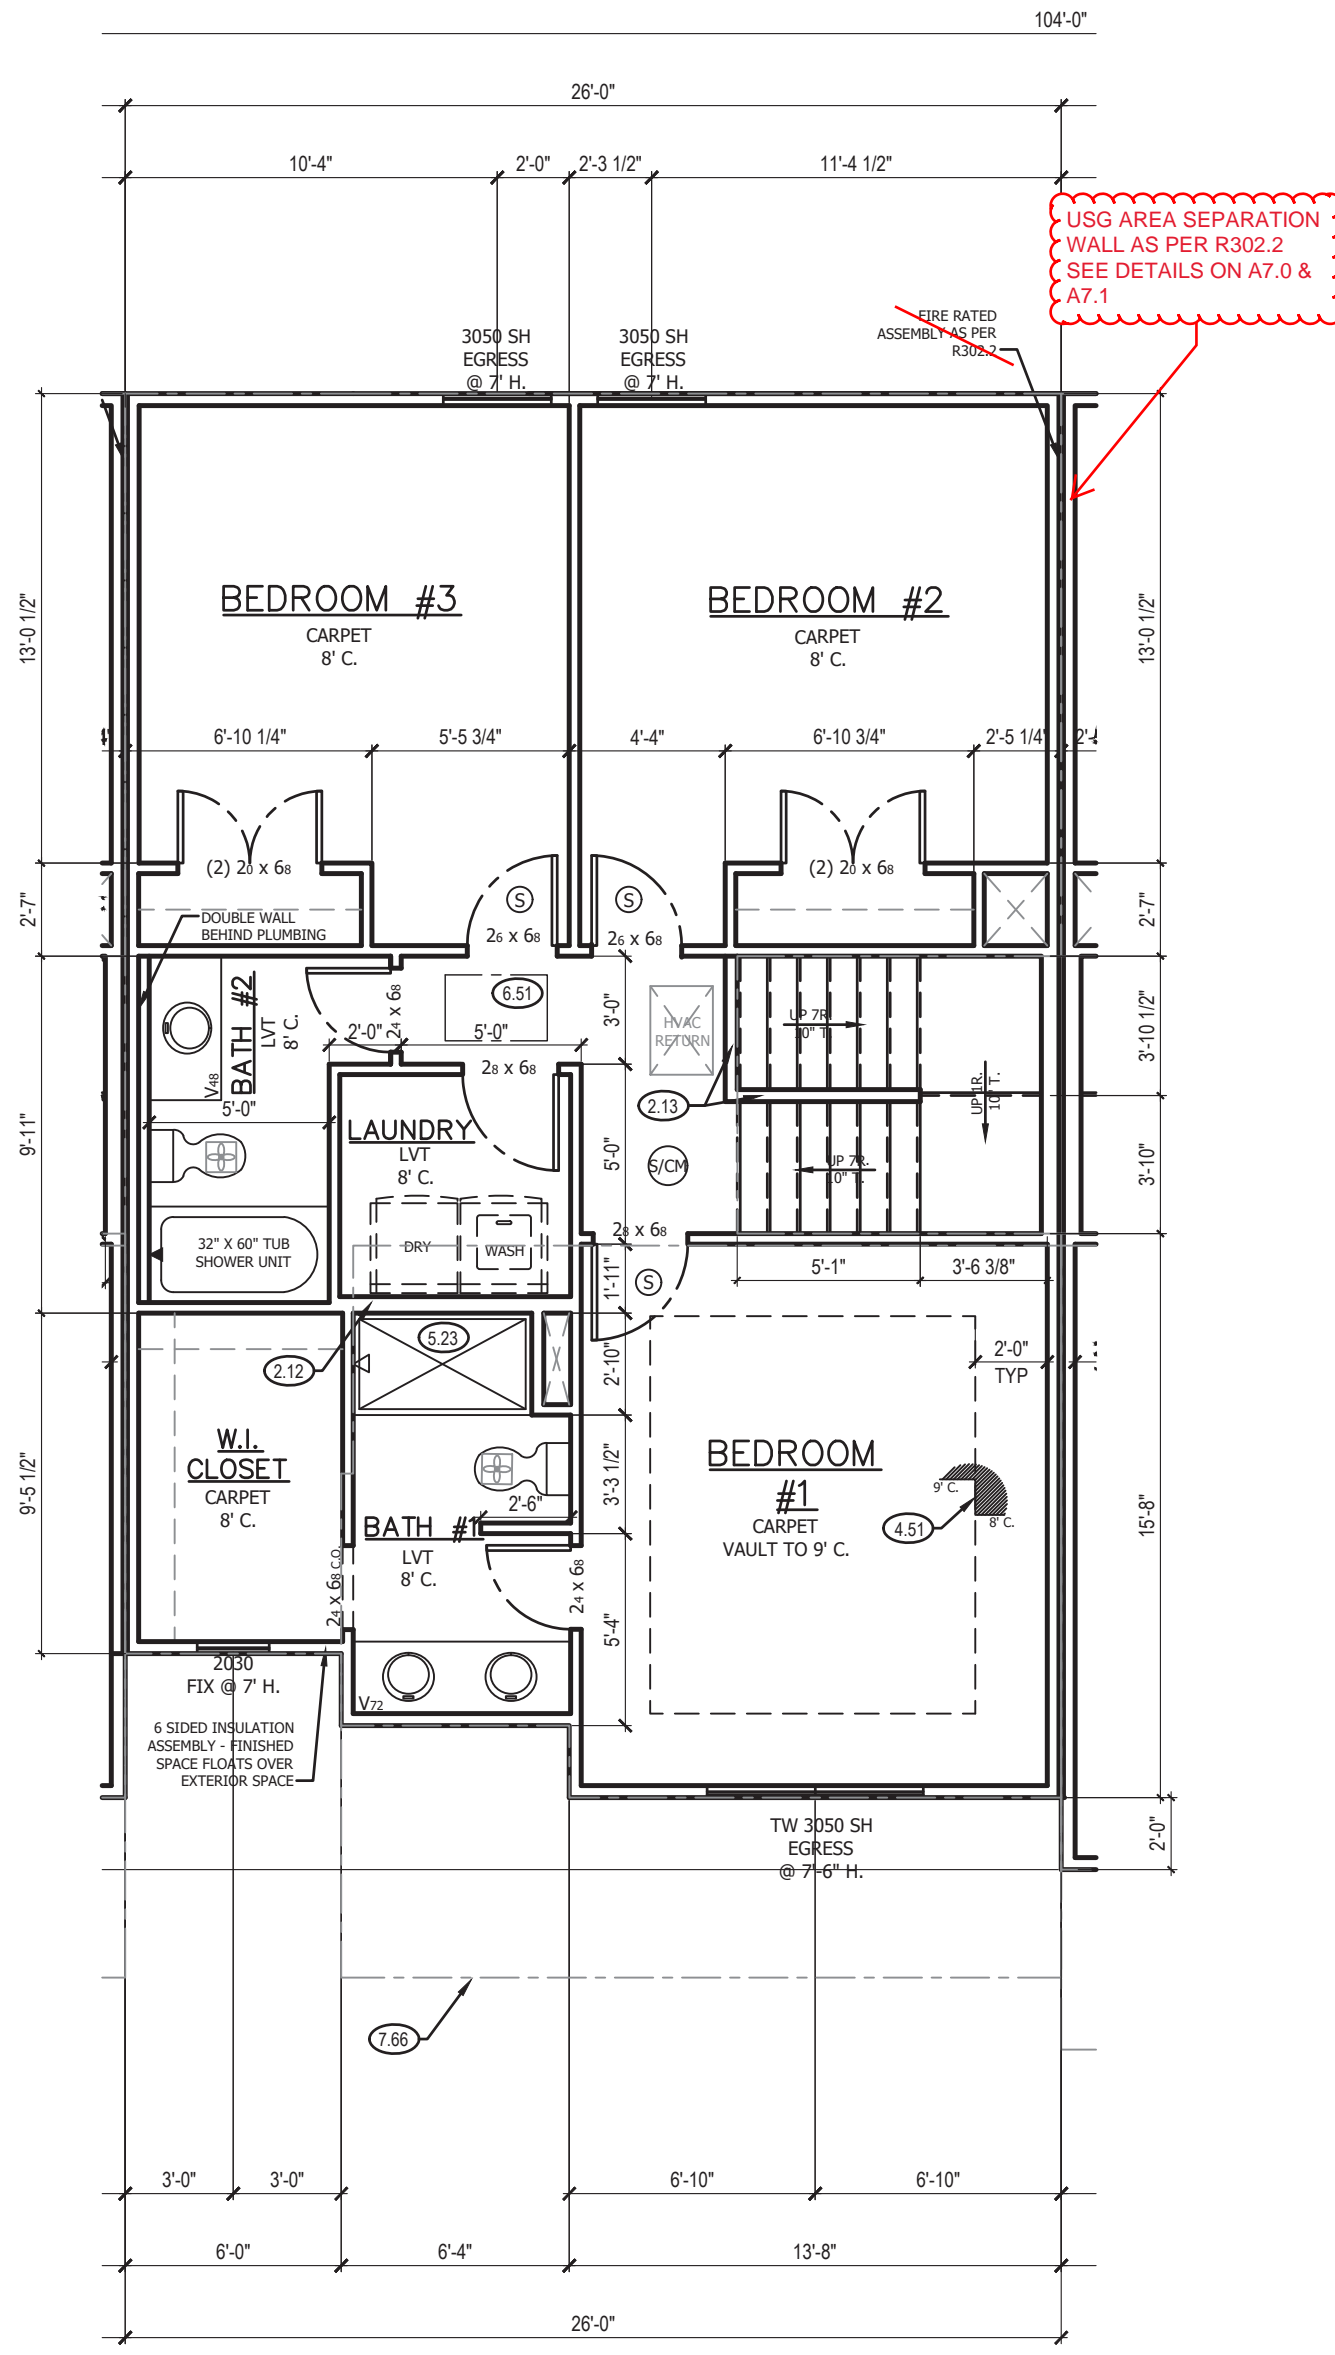 104'-0"
26'-0"
10'-4"
2'-0"
2'-3 1/2"
11'-4 1/2"
USG AREA SEPARATION
WALL AS PER R302.2
SEE DETAILS ON A7.0 &
A7.1
FIRE RATED
ASSEMBLY AS PER
R302.2
3050 SH
EGRESS
@ 7' H.
3050 SH
EGRESS
@ 7' H.
13'-0 1/2"
BEDROOM #3
CARPET
8' C.
BEDROOM #2
CARPET
8' C.
13'-0 1/2"
6'-10 1/4"
5'-5 3/4"
4'-4"
6'-10 3/4"
2'-5 1/4"
(2) 20 x 68
(2) 20 x 68
2'-7"
DOUBLE WALL
BEHIND PLUMBING
S
S
26 x 68
26 x 68
2'-7"
BATH #2
LVT
8' C.
V48
24 x 68
6.51
3'-0"
HVAC
RETURN
UP 7R.
10" T.
3'-10 1/2"
2'-0"
5'-0"
28 x 68
9'-11"
5'-0"
LAUNDRY
LVT
8' C.
2.13
UP 1R.
10" T.
5'-0"
S/CM
UP 7R.
10" T.
3'-10"
32" X 60" TUB
SHOWER UNIT
DRY
WASH
28 x 68
1'-11"
S
5'-1"
3'-6 3/8"
2.12
5.23
2'-10"
2'-0"
TYP
9'-5 1/2"
W.I.
CLOSET
CARPET
8' C.
3'-3 1/2"
BEDROOM
#1
CARPET
VAULT TO 9' C.
9' C.
8' C.
4.51
15'-8"
2'-6"
BATH #1
LVT
8' C.
24 x 68 C.O.
24 x 68
5'-4"
2030
FIX @ 7' H.
V72
6 SIDED INSULATION
ASSEMBLY - FINISHED
SPACE FLOATS OVER
EXTERIOR SPACE
TW 3050 SH
EGRESS
@ 7'-6" H.
2'-0"
7.66
3'-0"
3'-0"
6'-10"
6'-10"
6'-0"
6'-4"
13'-8"
26'-0"